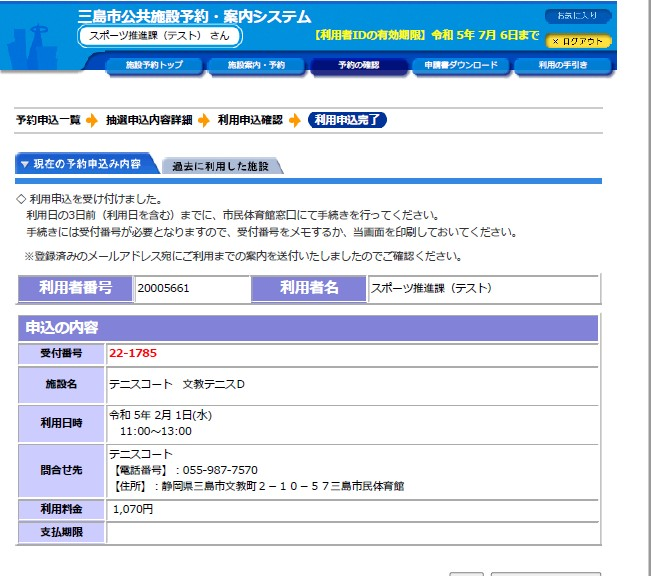 三島市公共施設予約・案内システム
お気に入り
スポーツ推進課（テスト） さん
【利用者IDの有効期限】令和 5年 7月 6日まで
× ログアウト
施設予約トップ
施設案内・予約
予約の確認
申請書ダウンロード
利用の手引き
予約申込一覧
抽選申込内容詳細
利用申込確認
利用申込完了
▼ 現在の予約申込み内容
過去に利用した施設
◇ 利用申込を受け付けました。
利用日の3日前（利用日を含む）までに、市民体育館窓口にて手続きを行ってください。
手続きには受付番号が必要となりますので、受付番号をメモするか、当画面を印刷しておいてください。
※登録済みのメールアドレス宛にご利用までの案内を送付いたしましたのでご確認ください。
利用者番号 20005661 利用者名 スポーツ推進課（テスト）
申込の内容
受付番号 22-1785
施設名 テニスコート　文教テニスＤ
利用日時 令和 5年 2月 1日(水)
11:00～13:00
問合せ先 テニスコート
【電話番号】：055-987-7570
【住所】：静岡県三島市文教町２－１０－５７三島市民体育館
利用料金 1,070円
支払期限